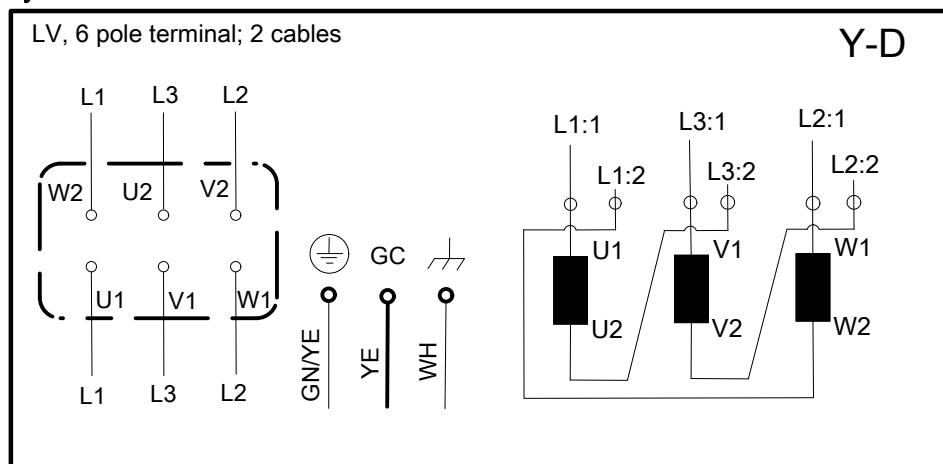 LV, 6 pole terminal; 2 cables
Y-D
L1 L3 L2
W2 U2 V2
U1 V1 W1
L1 L3 L2
GC
GN/YE
YE
WH
L1:1 L3:1 L2:1
L1:2 L3:2 L2:2
U1 V1 W1
U2 V2 W2